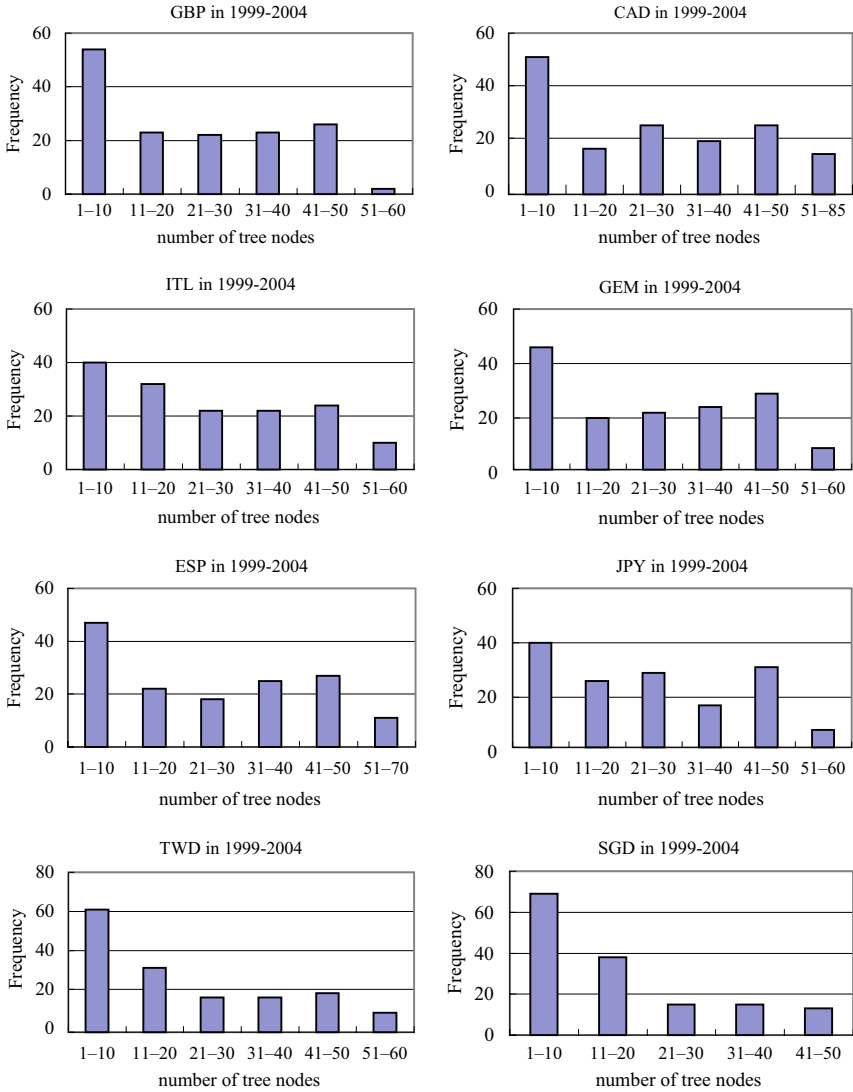 GBP in 1999-2004
60
40
20
0
Frequency
1–10 11–20 21–30 31–40 41–50 51–60
number of tree nodes
CAD in 1999-2004
60
40
20
0
Frequency
1–10 11–20 21–30 31–40 41–50 51–85
number of tree nodes
ITL in 1999-2004
60
40
20
0
Frequency
1–10 11–20 21–30 31–40 41–50 51–60
number of tree nodes
GEM in 1999-2004
60
40
20
0
Frequency
1–10 11–20 21–30 31–40 41–50 51–60
number of tree nodes
ESP in 1999-2004
60
40
20
0
Frequency
1–10 11–20 21–30 31–40 41–50 51–70
number of tree nodes
JPY in 1999-2004
60
40
20
0
Frequency
1–10 11–20 21–30 31–40 41–50 51–60
number of tree nodes
TWD in 1999-2004
80
60
40
20
0
Frequency
1–10 11–20 21–30 31–40 41–50 51–60
number of tree nodes
SGD in 1999-2004
80
60
40
20
0
Frequency
1–10 11–20 21–30 31–40 41–50
number of tree nodes